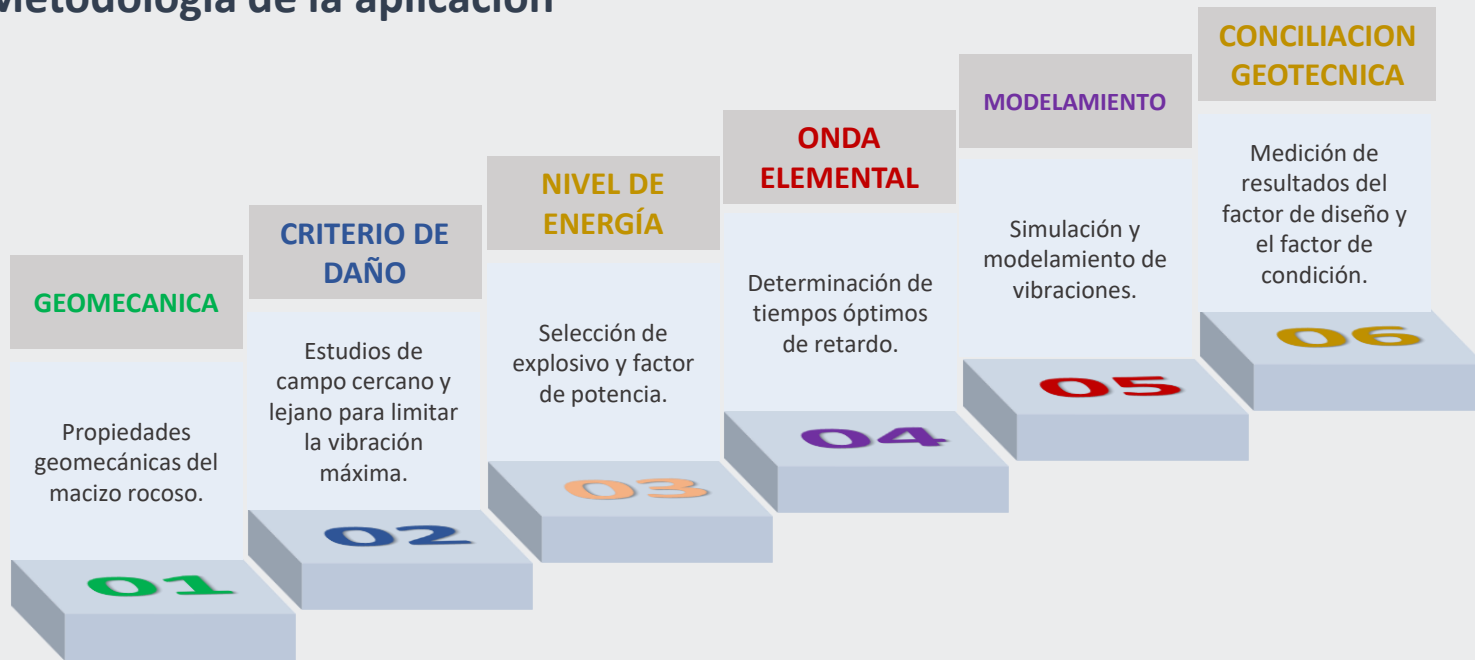 Metodología de la aplicación
GEOMECANICA
Propiedades
geomecánicas del
macizo rocoso.
01
CRITERIO DE
DAÑO
Estudios de
campo cercano y
lejano para limitar
la vibración
máxima.
02
NIVEL DE
ENERGÍA
Selección de
explosivo y factor
de potencia.
03
ONDA
ELEMENTAL
Determinación de
tiempos óptimos
de retardo.
04
MODELAMIENTO
Simulación y
modelamiento de
vibraciones.
05
CONCILIACION
GEOTECNICA
Medición de
resultados del
factor de diseño y
el factor de
condición.
06